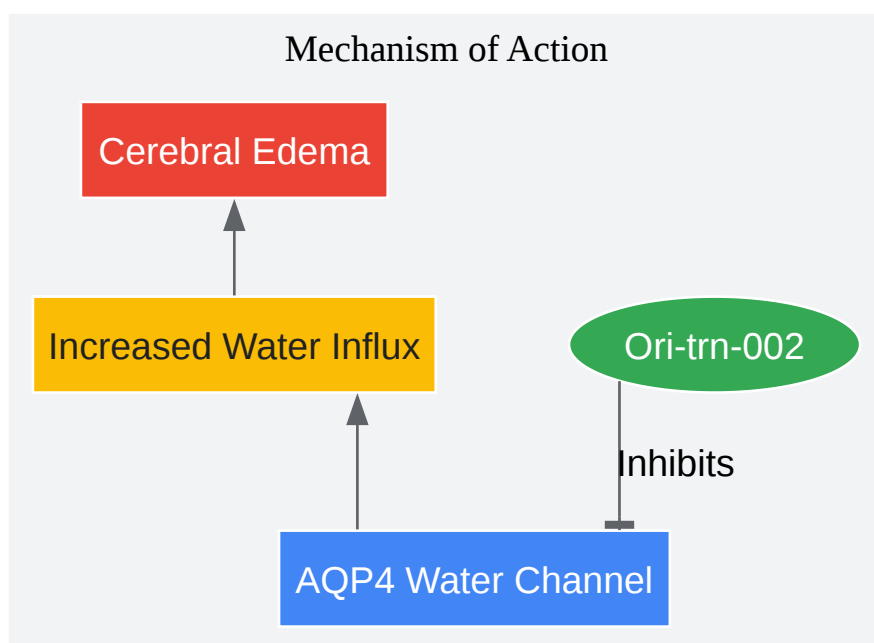 Mechanism of Action
Cerebral Edema
Increased Water Influx
Ori-trn-002
Inhibits
AQP4 Water Channel